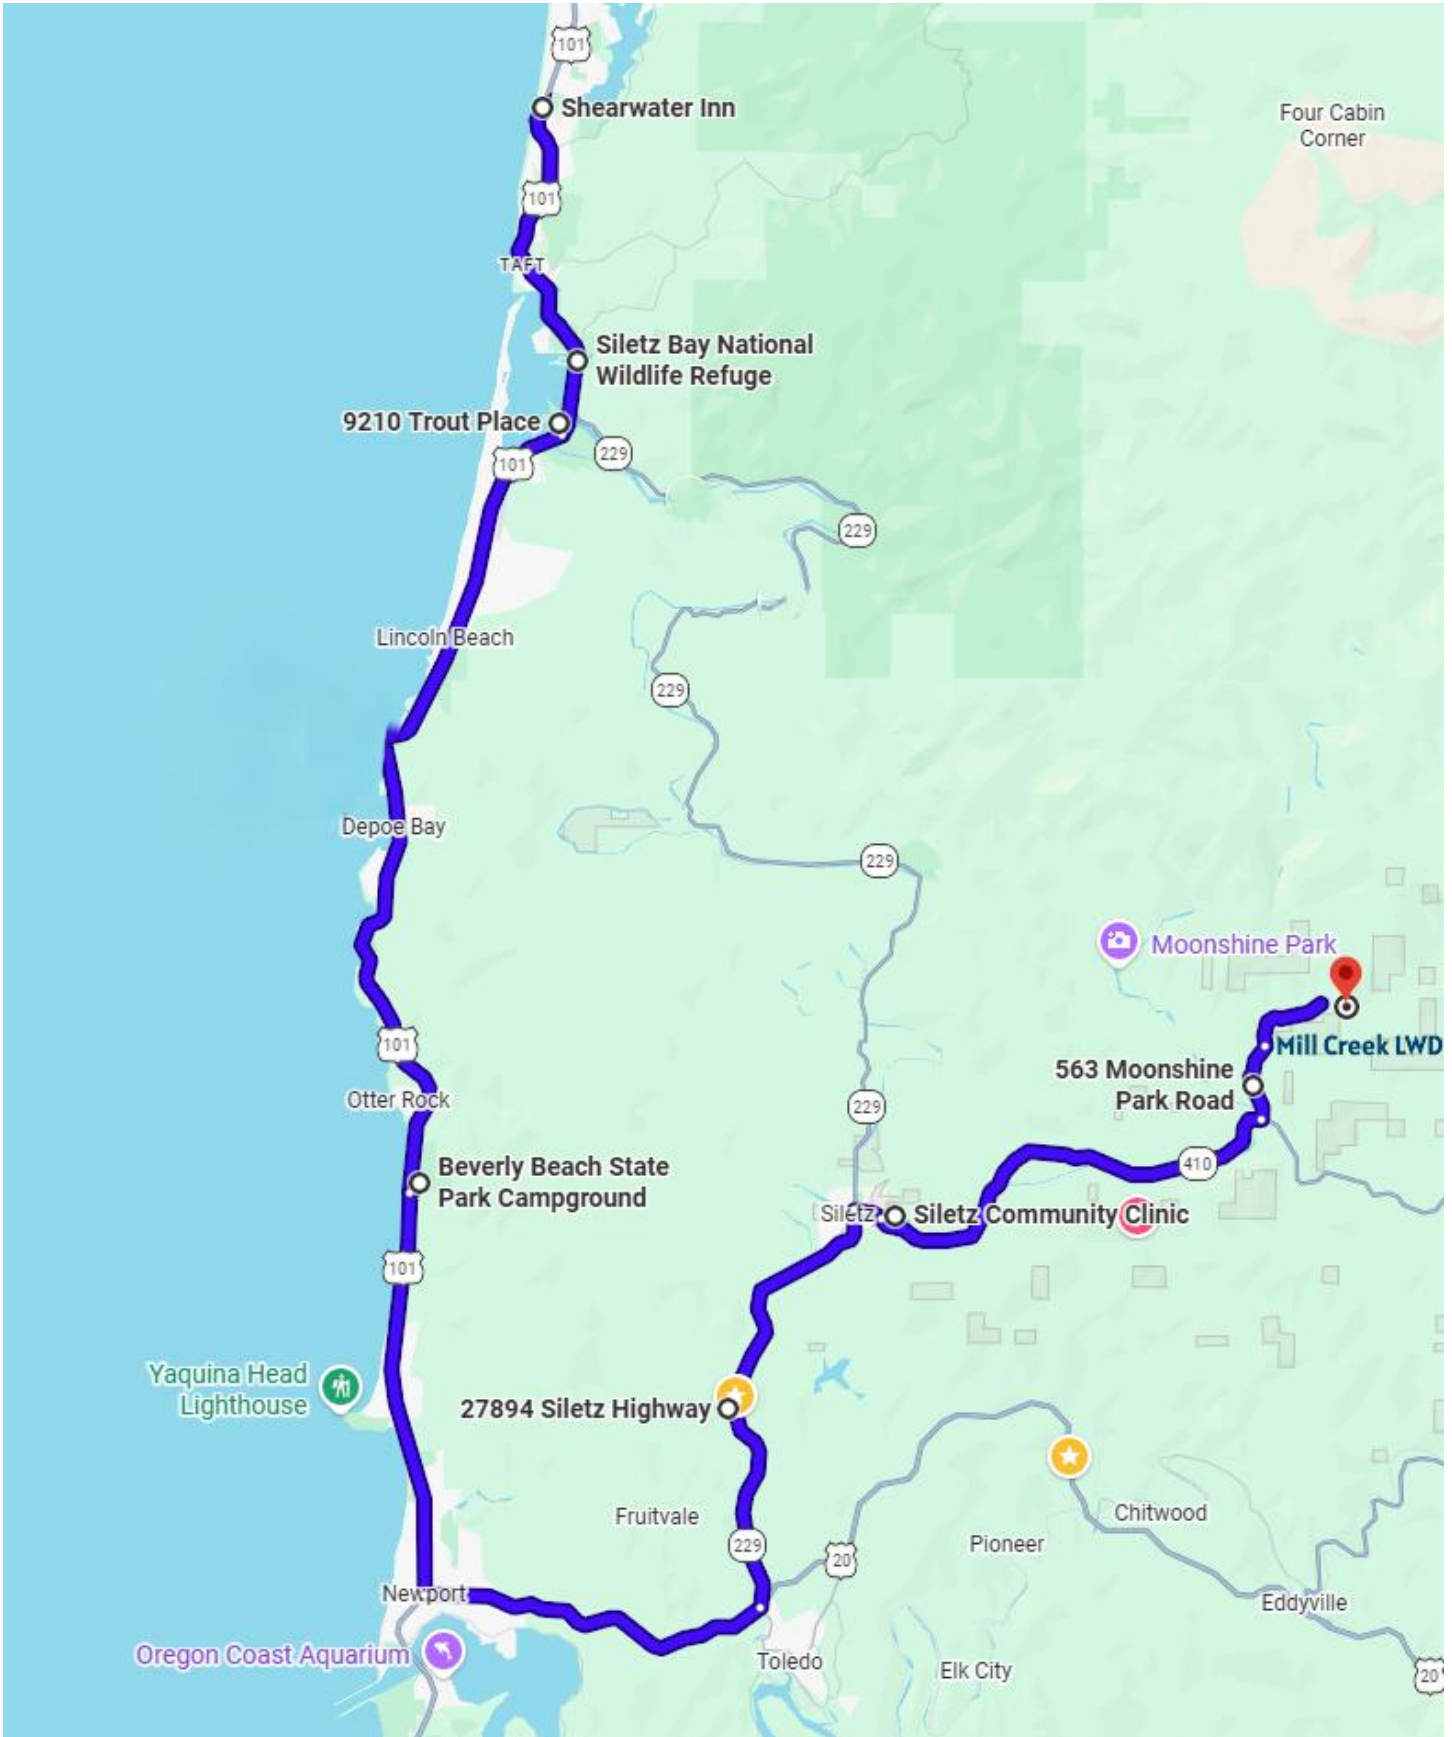 101
Shearwater Inn
Four Cabin
Corner
101
TAFT
Siletz Bay National
Wildlife Refuge
9210 Trout Place
229
101
229
Lincoln Beach
229
Depoe Bay
229
Moonshine Park
101
Mill Creek LWD
563 Moonshine
Park Road
Otter Rock
229
410
Beverly Beach State
Park Campground
Siletz
Siletz Community Clinic
101
Yaquina Head
Lighthouse
27894 Siletz Highway
Fruitvale
Chitwood
Pioneer
229
20
Newport
Eddyville
Oregon Coast Aquarium
Toledo
Elk City
20